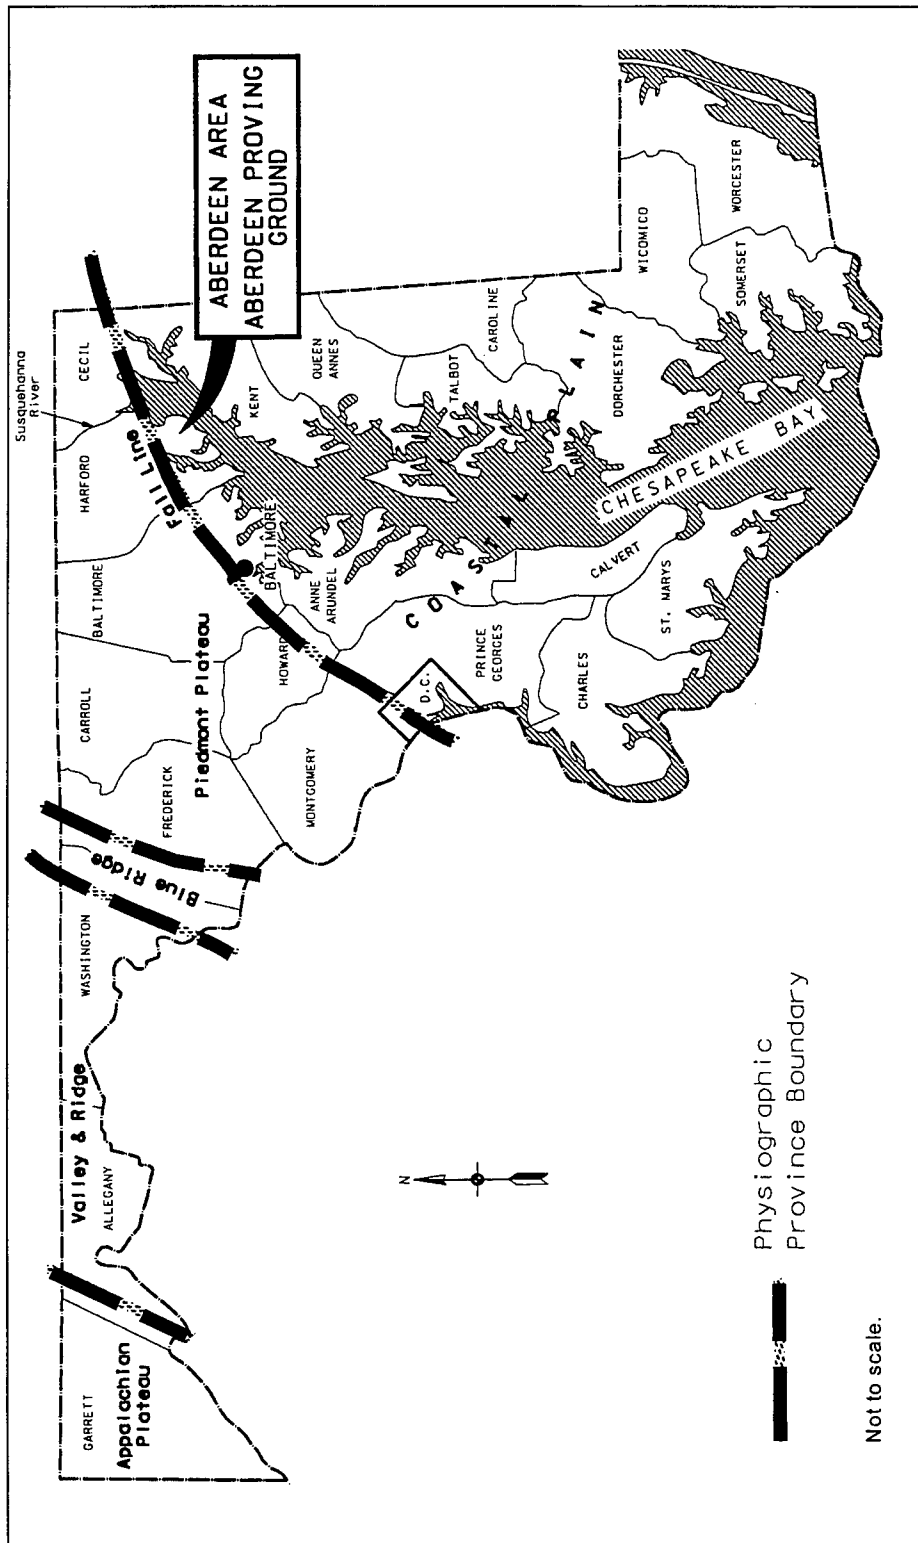 Susquehanna
River
ABERDEEN AREA
ABERDEEN PROVING
GROUND
GARRETT
Appalachian
Plateau
Valley & Ridge
ALLEGANY
WASHINGTON
Blue Ridge
FREDERICK
CARROLL
Piedmont Plateau
BALTIMORE
HARFORD
CECIL
Fall Line
MONTGOMERY
HOWARD
BALTIMORE
ANNE
ARUNDEL
KENT
QUEEN
ANNES
D.C.
PRINCE
GEORGES
COASTAL PLAIN
TALBOT
CAROLINE
CHARLES
CALVERT
ST. MARYS
CHESAPEAKE BAY
DORCHESTER
WICOMICO
SOMERSET
WORCESTER
N
Physiographic
Province Boundary
Not to scale.